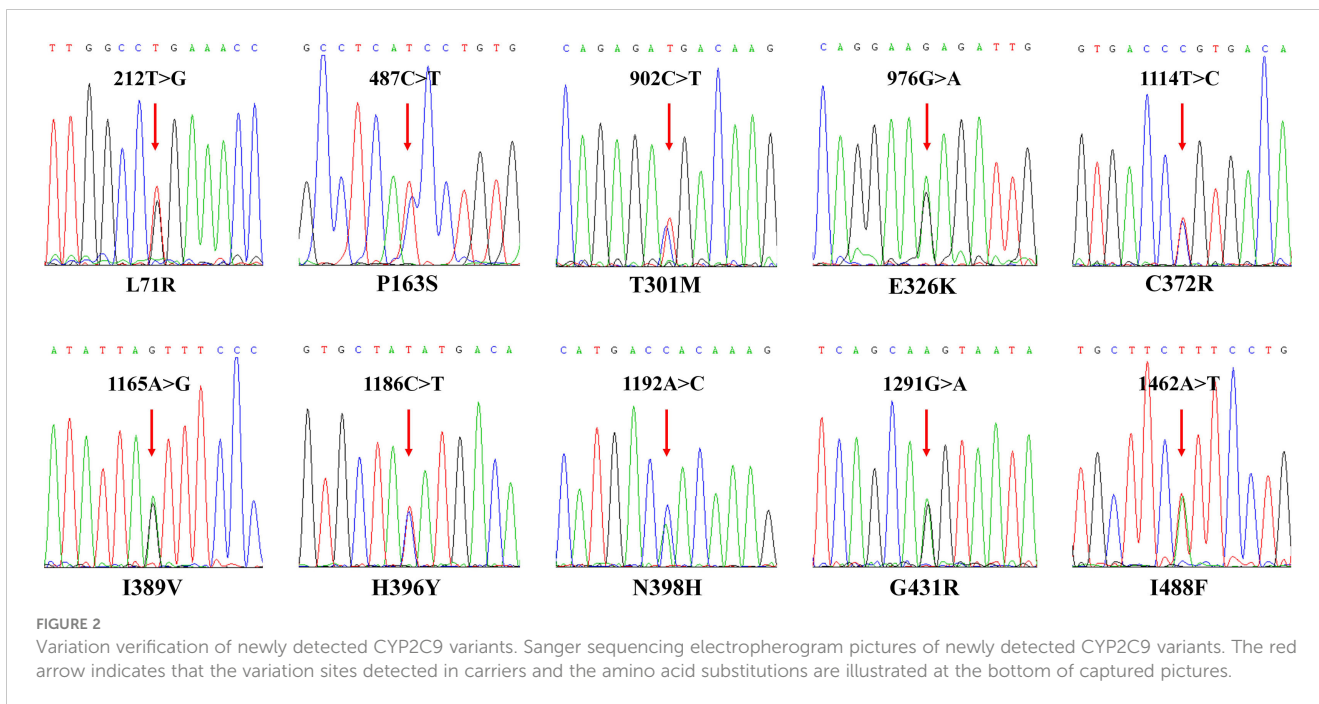 T T G G C C T G A A A C C
G C C T C A T C C T G T G
C A G A G A T G A C A A G
C A G G A A G A G A T T G
G T G A C C C G T G A C A
212T>G
487C>T
902C>T
976G>A
1114T>C
L71R
P163S
T301M
E326K
C372R
A T A T T A G T T T C C C
G T G C T A T A T G A C A
C A T G A C C A C A A A G
T C A G C A A G T A A T A
T G C T T C T T T C C T G
1165A>G
1186C>T
1192A>C
1291G>A
1462A>T
I389V
H396Y
N398H
G431R
I488F
FIGURE 2
Variation verification of newly detected CYP2C9 variants. Sanger sequencing electropherogram pictures of newly detected CYP2C9 variants. The red
arrow indicates that the variation sites detected in carriers and the amino acid substitutions are illustrated at the bottom of captured pictures.